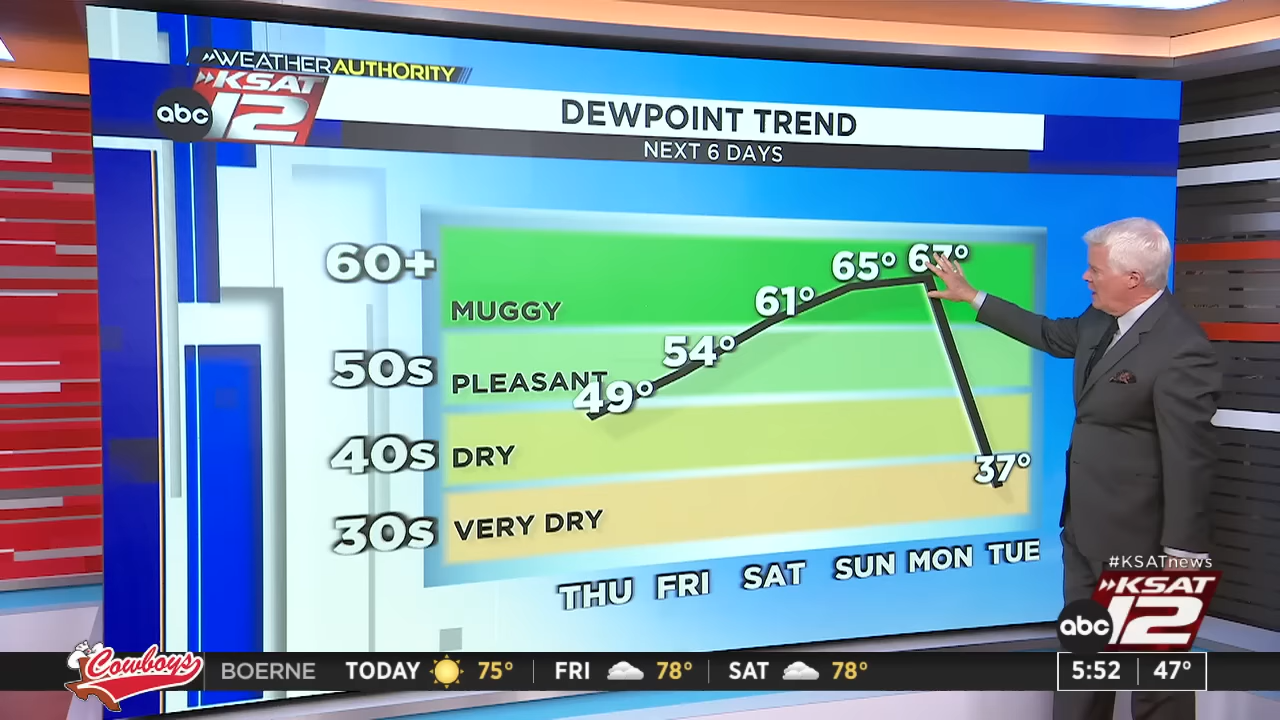 WEATHERAUTHORITY
KSAT
abc 12
DEWPOINT TREND
NEXT 6 DAYS
60+
MUGGY
50s
PLEASANT
40s
DRY
30s
VERY DRY
49°
54°
61°
65°
67°
37°
THU FRI SAT SUN MON TUE
#KSATnews
KSAT
abc 12
Cowboys BOERNE TODAY 75° FRI 78° SAT 78° 5:52 47°